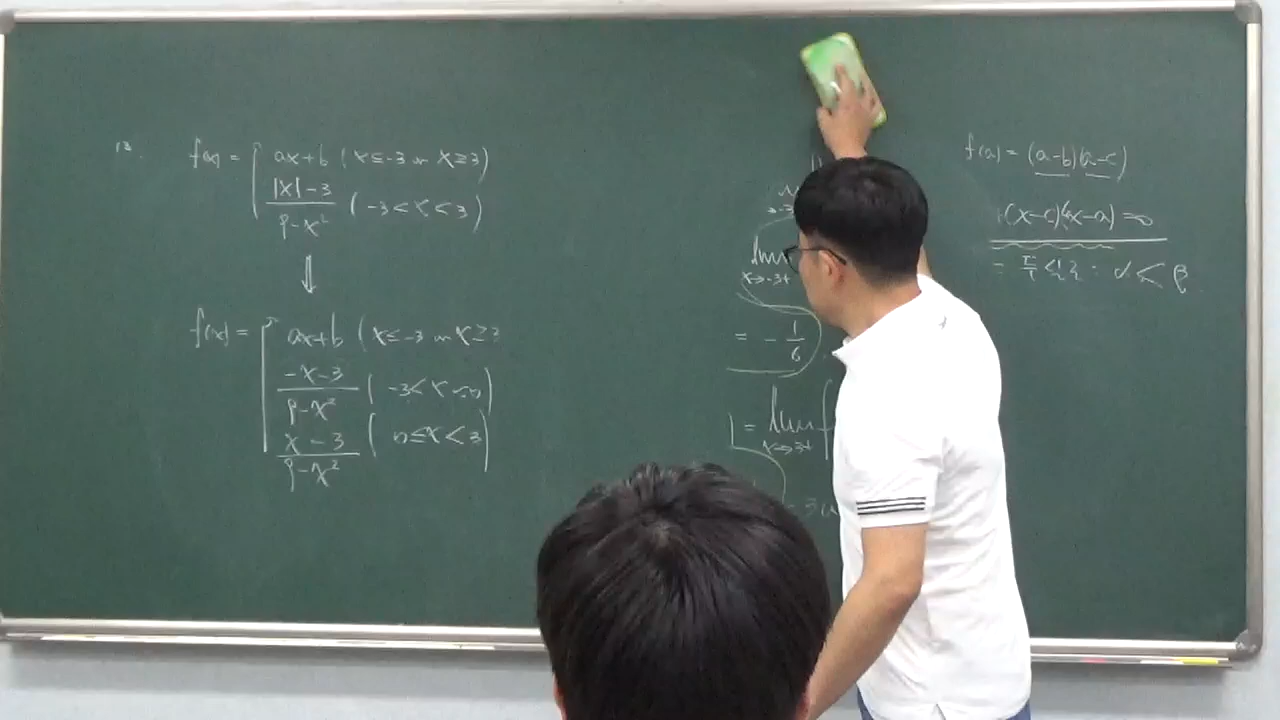 13.
f(x) = ax+b ( x≤-3 or x≥3 )
|x|-3 / 9-x² ( -3<x<3 )
⇓
f(x) = ax+b ( x≤-3 or x≥3
-x-3 / 9-x² ( -3<x<0 )
x-3 / 9-x² ( 0≤x<3 )
lim
x→-3+
= -1/6
= lim f
x→3+
f(a) = (a-b)(a-c)
(x-c)(x-a)=0
α < β